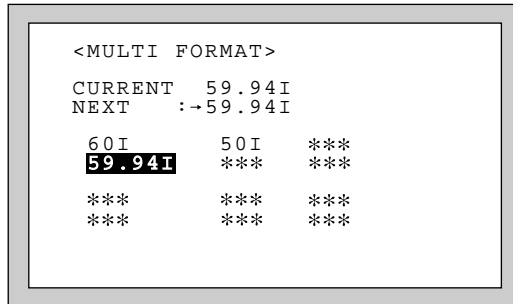 <MULTI FORMAT>
CURRENT 59.94I
NEXT :→59.94I
60I 50I ***
59.94I *** ***
*** *** ***
*** *** ***